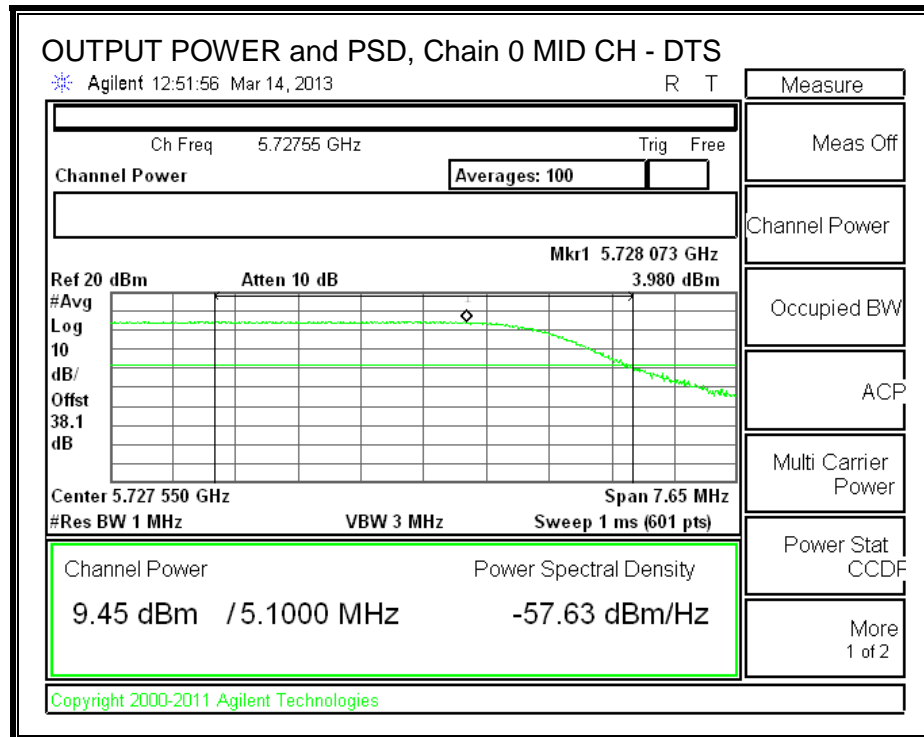 OUTPUT POWER and PSD, Chain 0 MID CH - DTS
Agilent 12:51:56 Mar 14, 2013 R T
Measure
Ch Freq 5.72755 GHz Trig Free
Meas Off
Channel Power Averages: 100
Channel Power
Mkr1 5.728 073 GHz
Ref 20 dBm Atten 10 dB 3.980 dBm
#Avg
Log
10
dB/
Offst
38.1
dB
Occupied BW
ACP
Center 5.727 550 GHz Span 7.65 MHz
#Res BW 1 MHz VBW 3 MHz Sweep 1 ms (601 pts)
Multi Carrier
Power
Channel Power Power Spectral Density
9.45 dBm / 5.1000 MHz -57.63 dBm/Hz
Power Stat
CCDF
More
1 of 2
Copyright 2000-2011 Agilent Technologies